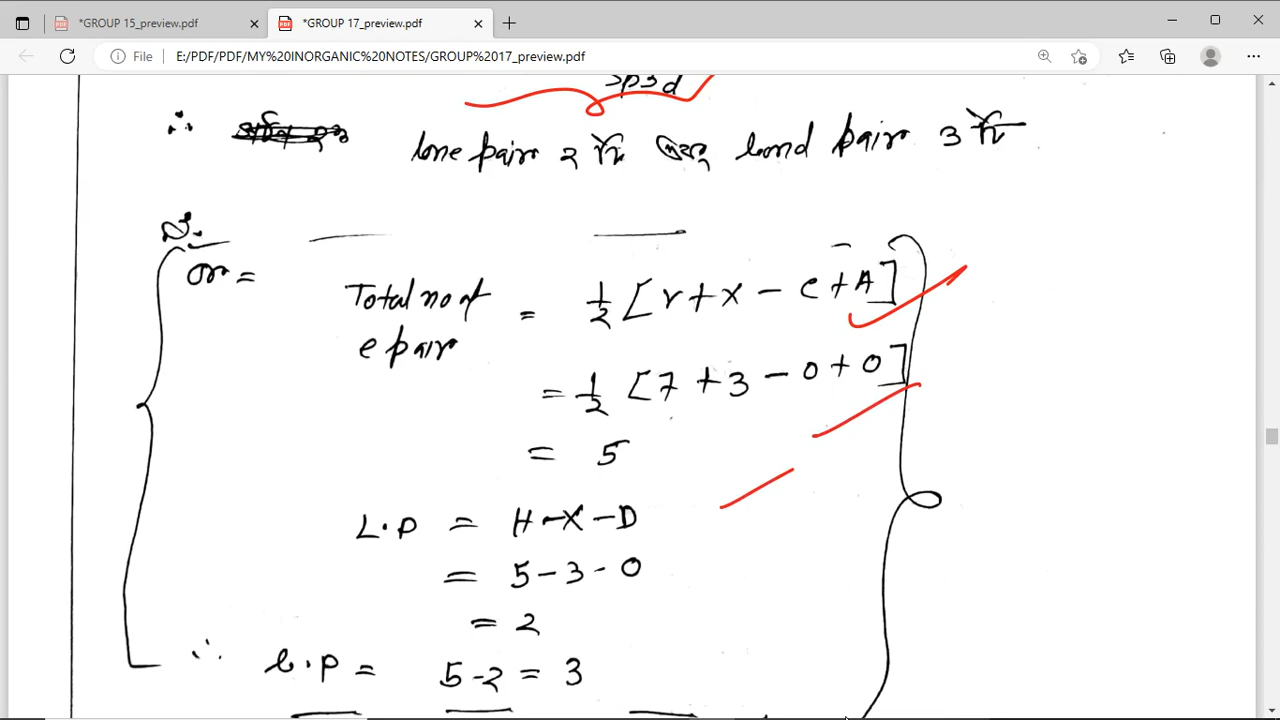 *GROUP 15_preview.pdf
*GROUP 17_preview.pdf
File E:/PDF/PDF/MY%20INORGANIC%20NOTES/GROUP%2017_preview.pdf
sp3d
∴ lone pair ২ টি এবং bond pair 3 টি
or = Total no of e pair = 1/2 [V+X - C+A]
= 1/2 [7+3-0+0]
= 5
L.P = H-X-D
= 5-3-0
= 2
∴ b.p = 5-2 = 3